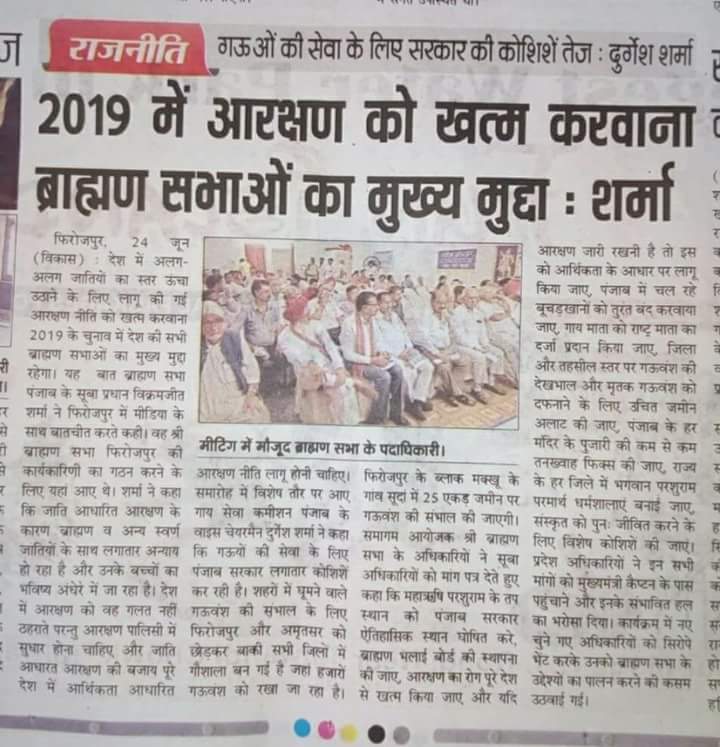 राजनीति
गऊओं की सेवा के लिए सरकार की कोशिशें तेज : दुर्गेश शर्मा
2019 में आरक्षण को खत्म करवाना
ब्राह्मण सभाओं का मुख्य मुद्दा : शर्मा
फिरोजपुर, 24 जून
(विकास) : देश में अलग-
अलग जातियों का स्तर ऊंचा
उठाने के लिए लागू की गई
आरक्षण नीति को खत्म करवाना
2019 के चुनाव में देश की सभी
ब्राह्मण सभाओं का मुख्य मुद्दा
रहेगा। यह बात ब्राह्मण सभा
पंजाब के सूबा प्रधान विक्रमजीत
शर्मा ने फिरोजपुर में मीडिया के
साथ बातचीत करते कही। वह श्री
ब्राह्मण सभा फिरोजपुर की
कार्यकारिणी का गठन करने के
लिए यहां आए थे। शर्मा ने कहा
कि जाति आधारित आरक्षण के
कारण ब्राह्मण व अन्य स्वर्ण
जातियों के साथ लगातार अन्याय
हो रहा है और उनके बच्चों का
भविष्य अंधेरे में जा रहा है। देश
में आरक्षण को वह गलत नहीं
ठहराते परन्तु आरक्षण पालिसी में
सुधार होना चाहिए और जाति
आधारत आरक्षण की बजाय पूरे
देश में आर्थिकता आधारित
मीटिंग में मौजूद ब्राह्मण सभा के पदाधिकारी।
आरक्षण नीति लागू होनी चाहिए।
समारोह में विशेष तौर पर आए
गाय सेवा कमीशन पंजाब के
वाइस चेयरमैन दुर्गेश शर्मा ने कहा
कि गऊयों की सेवा के लिए
पंजाब सरकार लगातार कोशिशें
कर रही है। शहरों में घूमने वाले
गऊवंश की संभाल के लिए
फिरोजपुर और अमृतसर को
छोड़कर बाकी सभी जिलों में
गौशाला बन गई है जहा हजारों
गऊवंश को रखा जा रहा है।
फिरोजपुर के ब्लाक मक्खू के
गांव सूदां में 25 एकड़ जमीन पर
गऊवंश की संभाल की जाएगी।
समागम आयोजक श्री ब्राह्मण
सभा के अधिकारियों ने सूबा
अधिकारियों को मांग पत्र देते हुए
कहा कि महाऋषि परशुराम के तप
स्थान को पंजाब सरकार
ऐतिहासिक स्थान घोषित करे,
ब्राह्मण भलाई बोर्ड की स्थापना
की जाए, आरक्षण का रोग पूरे देश
से खत्म किया जाए और यदि
आरक्षण जारी रखनी है तो इस
को आर्थिकता के आधार पर लागू
किया जाए, पंजाब में चल रहे
बूचड़खानों को तुरत बंद करवाया
जाए, गाय माता को राष्ट्र माता का
दर्जा प्रदान किया जाए, जिला
और तहसील स्तर पर गऊवंश की
देखभाल और मृतक गऊवंश को
दफनाने के लिए उचित जमीन
अलाट की जाए, पंजाब के हर
मंदिर के पुजारी की कम से कम
तनख्वाह फिक्स की जाए, राज्य
के हर जिले में भगवान परशुराम
परमार्थ धर्मशालाएं बनाई जाए,
संस्कृत को पुनः जीवित करने के
लिए विशेष कोशिशें की जाएं।
प्रदेश अधिकारियों ने इन सभी
मांगों को मुख्यमंत्री कैप्टन के पास
पहुंचाने और इनके संभावित हल
का भरोसा दिया। कार्यक्रम में नए
चुने गए अधिकारियों को सिरोपे
भेंट करके उनको ब्राह्मण सभा के
उद्देश्यों का पालन करने की कसम
उठवाई गई।